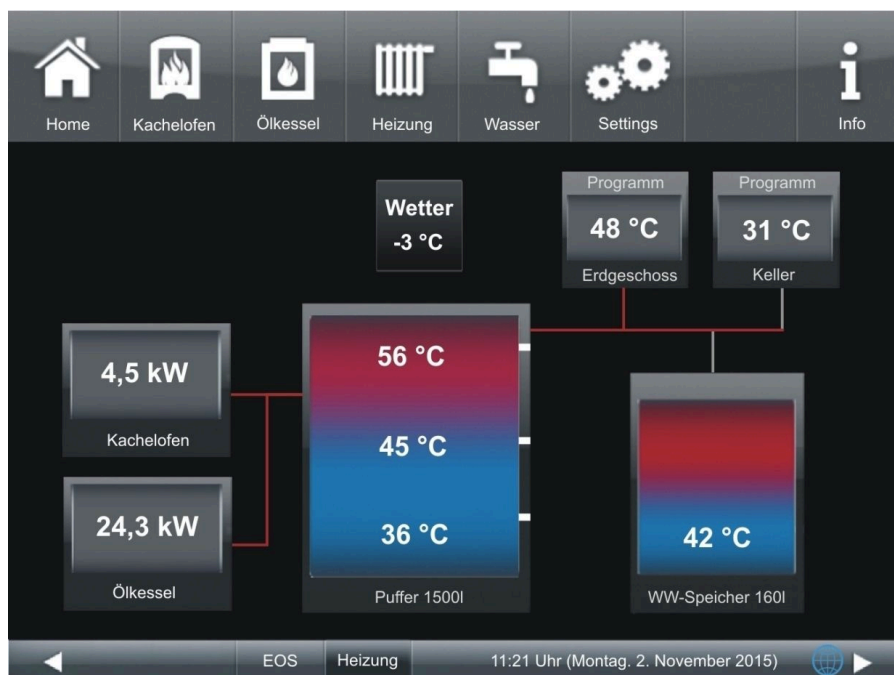 Home
Kachelofen
Ölkessel
Heizung
Wasser
Settings
Info
Wetter
-3 °C
Programm
48 °C
Erdgeschoss
Programm
31 °C
Keller
4,5 kW
Kachelofen
24,3 kW
Ölkessel
56 °C
45 °C
36 °C
Puffer 1500l
42 °C
WW-Speicher 160l
EOS
Heizung
11:21 Uhr (Montag. 2. November 2015)